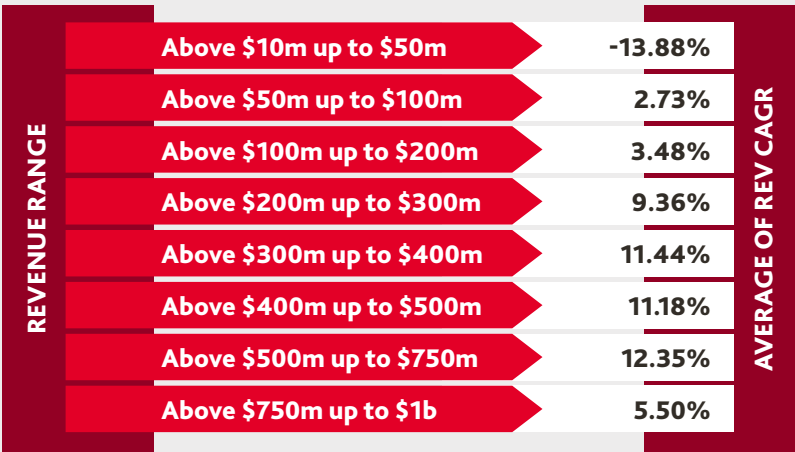 REVENUE RANGE
Above $10m up to $50m -13.88%
Above $50m up to $100m 2.73%
Above $100m up to $200m 3.48%
Above $200m up to $300m 9.36%
Above $300m up to $400m 11.44%
Above $400m up to $500m 11.18%
Above $500m up to $750m 12.35%
Above $750m up to $1b 5.50%
AVERAGE OF REV CAGR